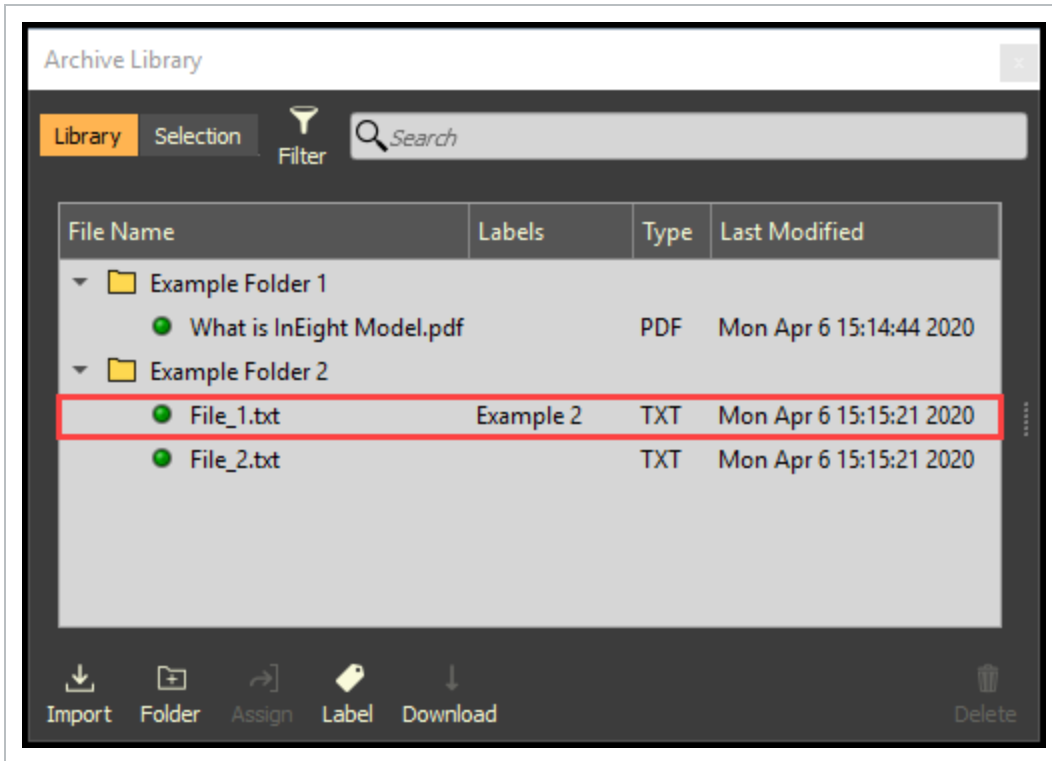 Archive Library
x
Library Selection Filter Search
File Name Labels Type Last Modified
Example Folder 1
What is InEight Model.pdf PDF Mon Apr 6 15:14:44 2020
Example Folder 2
File_1.txt Example 2 TXT Mon Apr 6 15:15:21 2020
File_2.txt TXT Mon Apr 6 15:15:21 2020
Import Folder Assign Label Download Delete